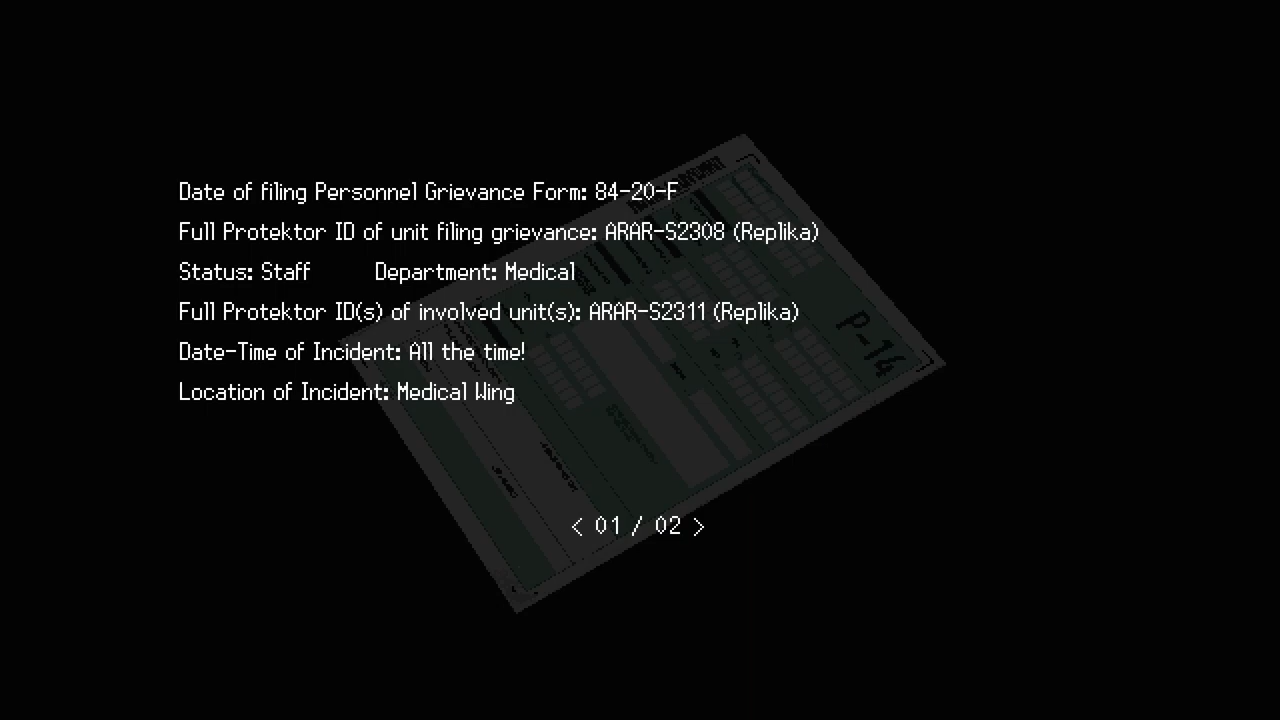 Date of filing Personnel Grievance Form: 84-20-F
Full Protektor ID of unit filing grievance: ARAR-S2308 (Replika)
Status: Staff Department: Medical
Full Protektor ID(s) of involved unit(s): ARAR-S2311 (Replika)
Date-Time of Incident: All the time!
Location of Incident: Medical Wing
P-14
< 01 / 02 >